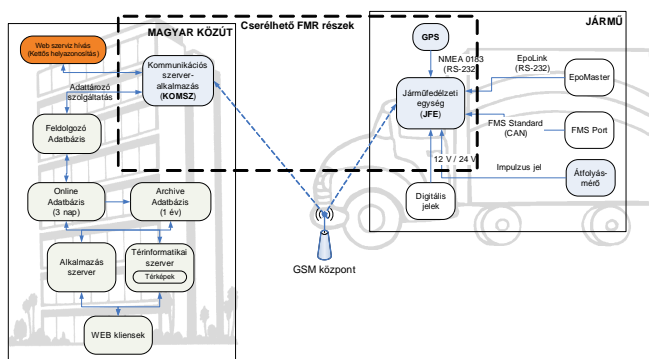 Cserélhető FMR részek
MAGYAR KÖZÚT
JÁRMŰ
Web szerviz hívás
(Kettős helyazonosítás)
Kommunikációs
szerver-
alkalmazás
(KOMSZ)
Adattározó
szolgáltatás
Feldolgozó
Adatbázis
Online
Adatbázis
(3 nap)
Archive
Adatbázis
(1 év)
Alkalmazás
szerver
Térinformatikai
szerver
Térképek
WEB kliensek
GSM központ
GPS
NMEA 0183
(RS-232)
EpoLink
(RS-232)
EpoMaster
Járműfedélzeti
egység
(JFE)
FMS Standard
(CAN)
FMS Port
12 V / 24 V
Impulzus jel
Átfolyás-
mérő
Digitális
jelek